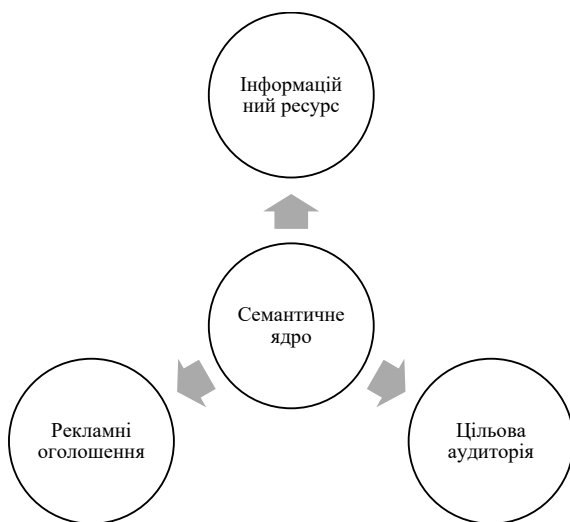 Інформацій
ний ресурс
Семантичне
ядро
Рекламні
оголошення
Цільова
аудиторія